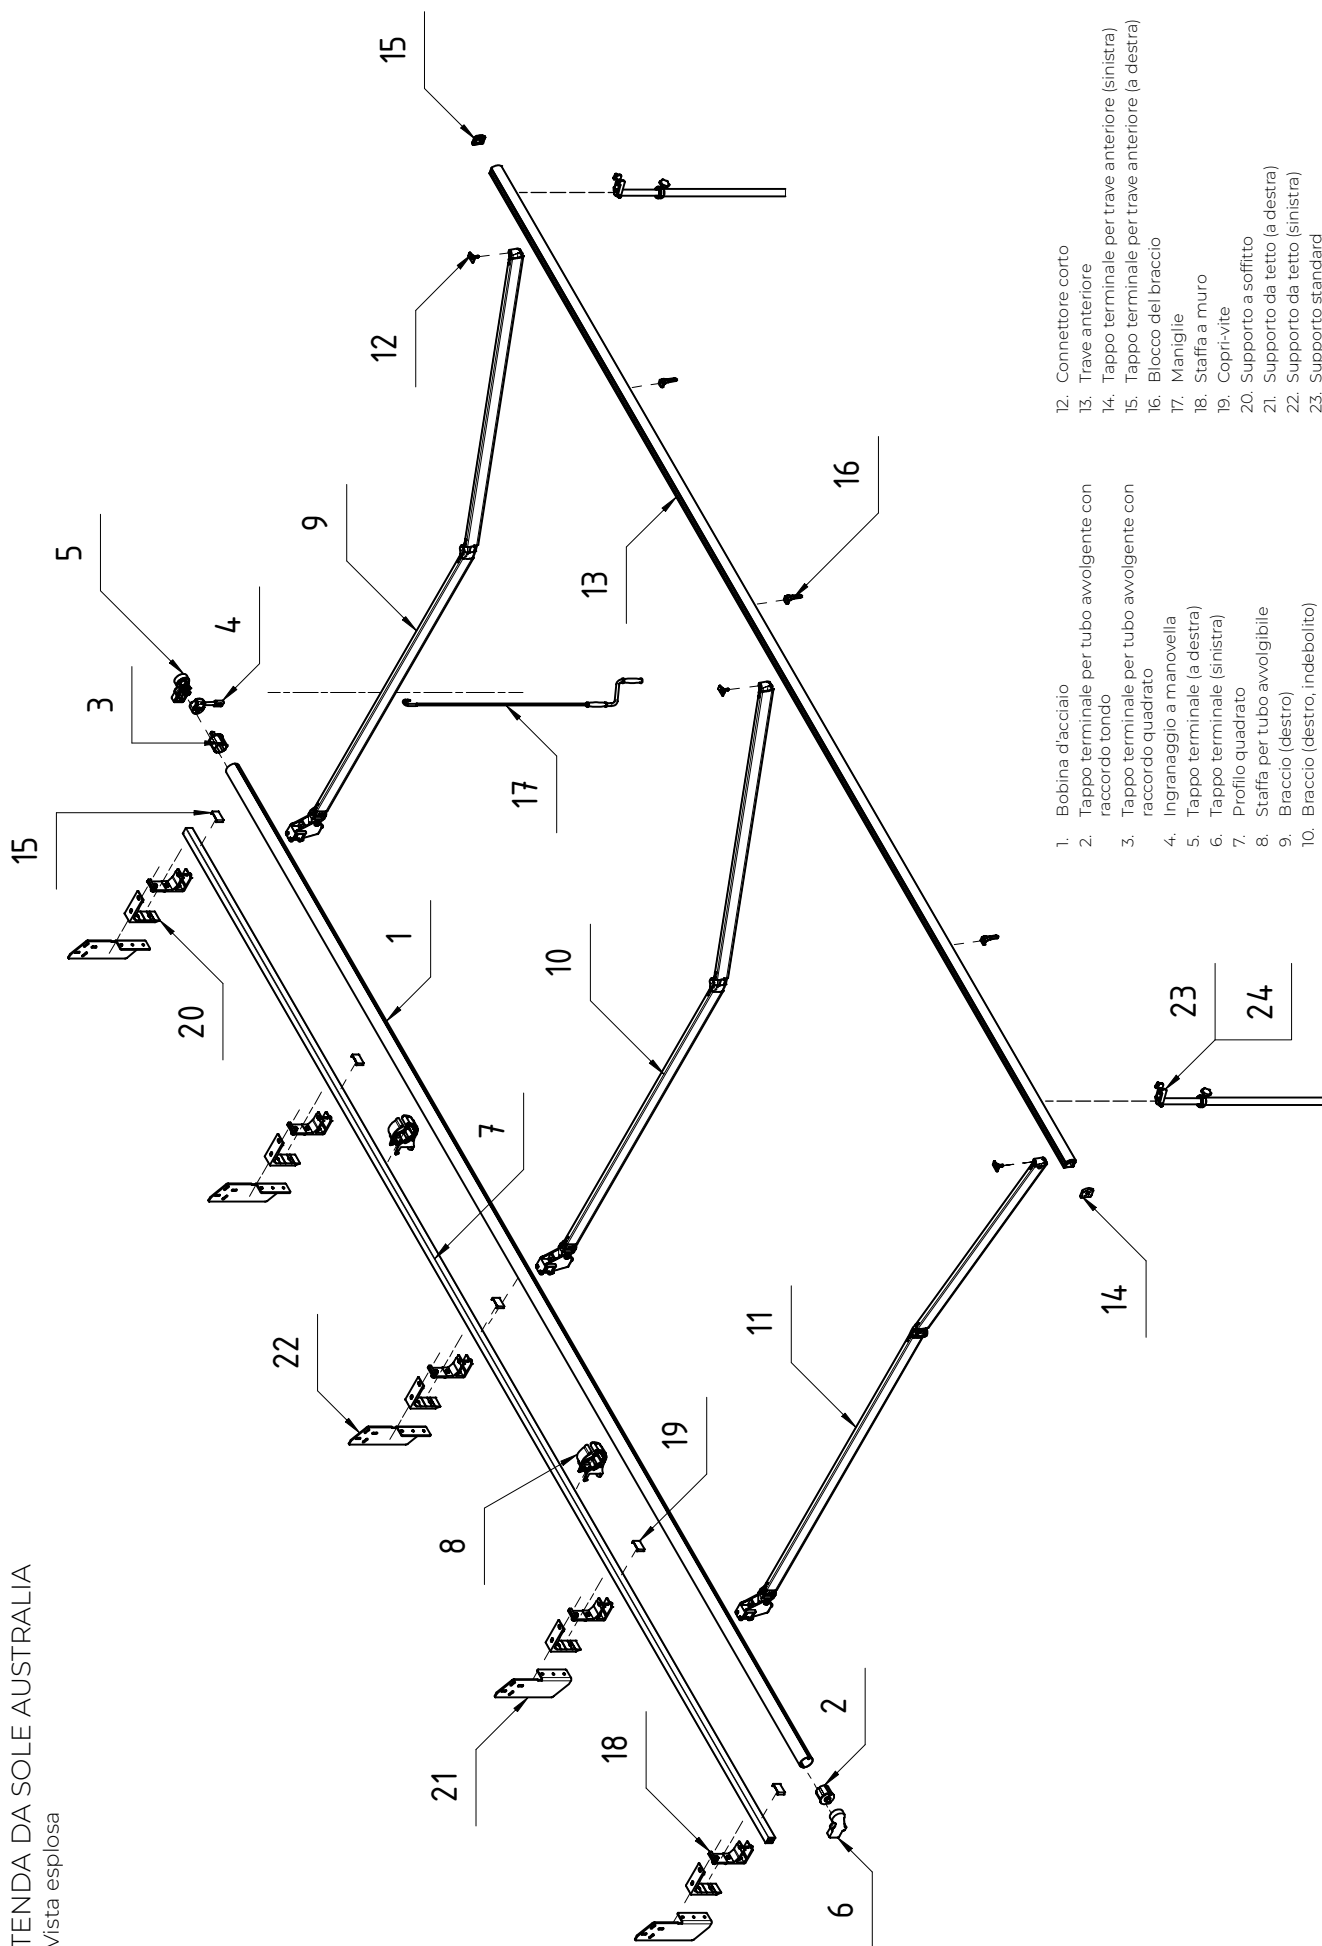 TENDA DA SOLE AUSTRALIA
Vista esplosa
15
5
4
3
15
12
9
17
13
16
20
1
7
10
22
8
19
11
21
18
2
6
14
23
24
1. Bobina d'acciaio
2. Tappo terminale per tubo avvolgente con
raccordo tondo
3. Tappo terminale per tubo avvolgente con
raccordo quadrato
4. Ingranaggio a manovella
5. Tappo terminale (a destra)
6. Tappo terminale (sinistra)
7. Profilo quadrato
8. Staffa per tubo avvolgibile
9. Braccio (destro)
10. Braccio (destro, indebolito)
12. Connettore corto
13. Trave anteriore
14. Tappo terminale per trave anteriore (sinistra)
15. Tappo terminale per trave anteriore (a destra)
16. Blocco del braccio
17. Maniglie
18. Staffa a muro
19. Copri-vite
20. Supporto a soffitto
21. Supporto da tetto (a destra)
22. Supporto da tetto (sinistra)
23. Supporto standard